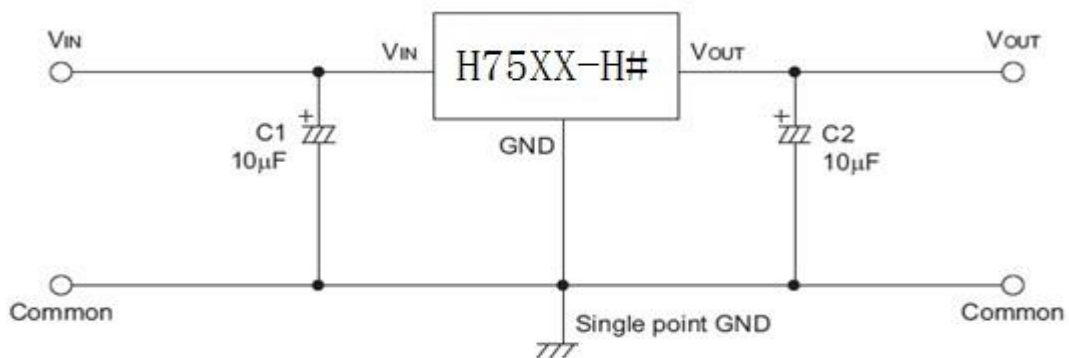 VIN
VIN
H75XX-H#
VOUT
VOUT
+
C1
10µF
GND
+
C2
10µF
Common
Single point GND
Common